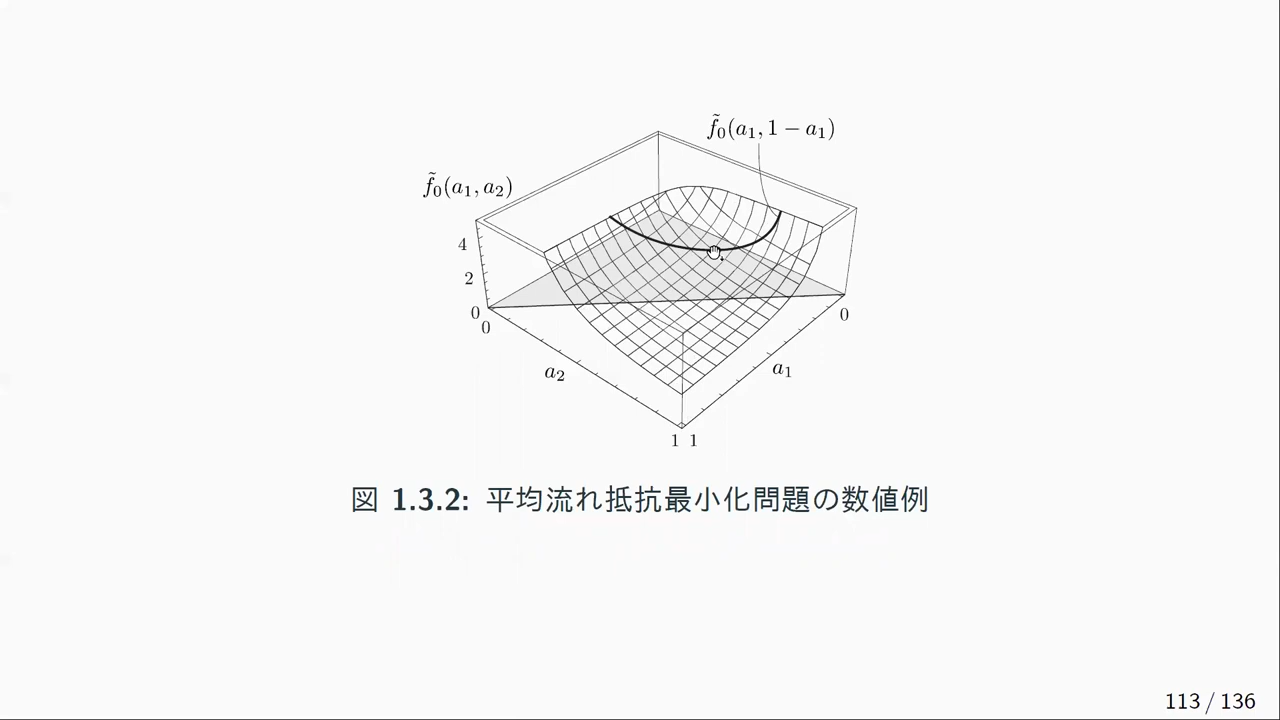 f̃₀(a₁, 1 − a₁)
f̃₀(a₁, a₂)
4
2
0
0
0
a₂
a₁
1 1
図 1.3.2: 平均流れ抵抗最小化問題の数値例
113 / 136